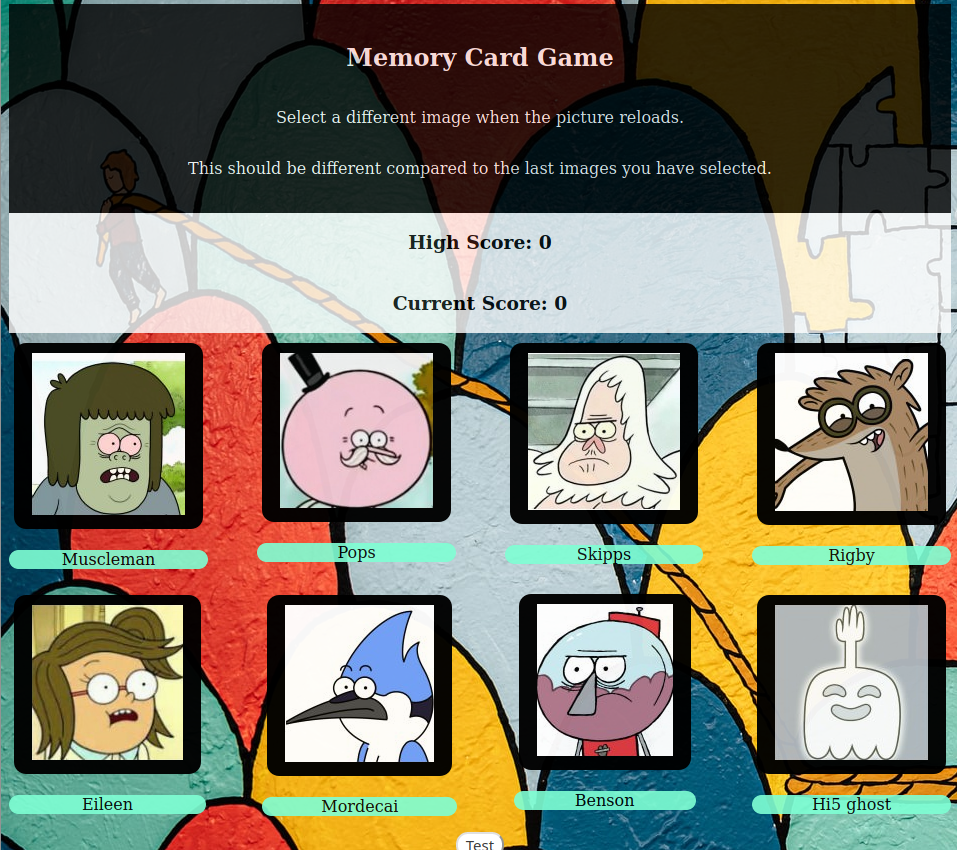 Memory Card Game
Select a different image when the picture reloads.
This should be different compared to the last images you have selected.
High Score: 0
Current Score: 0
Muscleman
Pops
Skipps
Rigby
Eileen
Mordecai
Benson
Hi5 ghost
Test